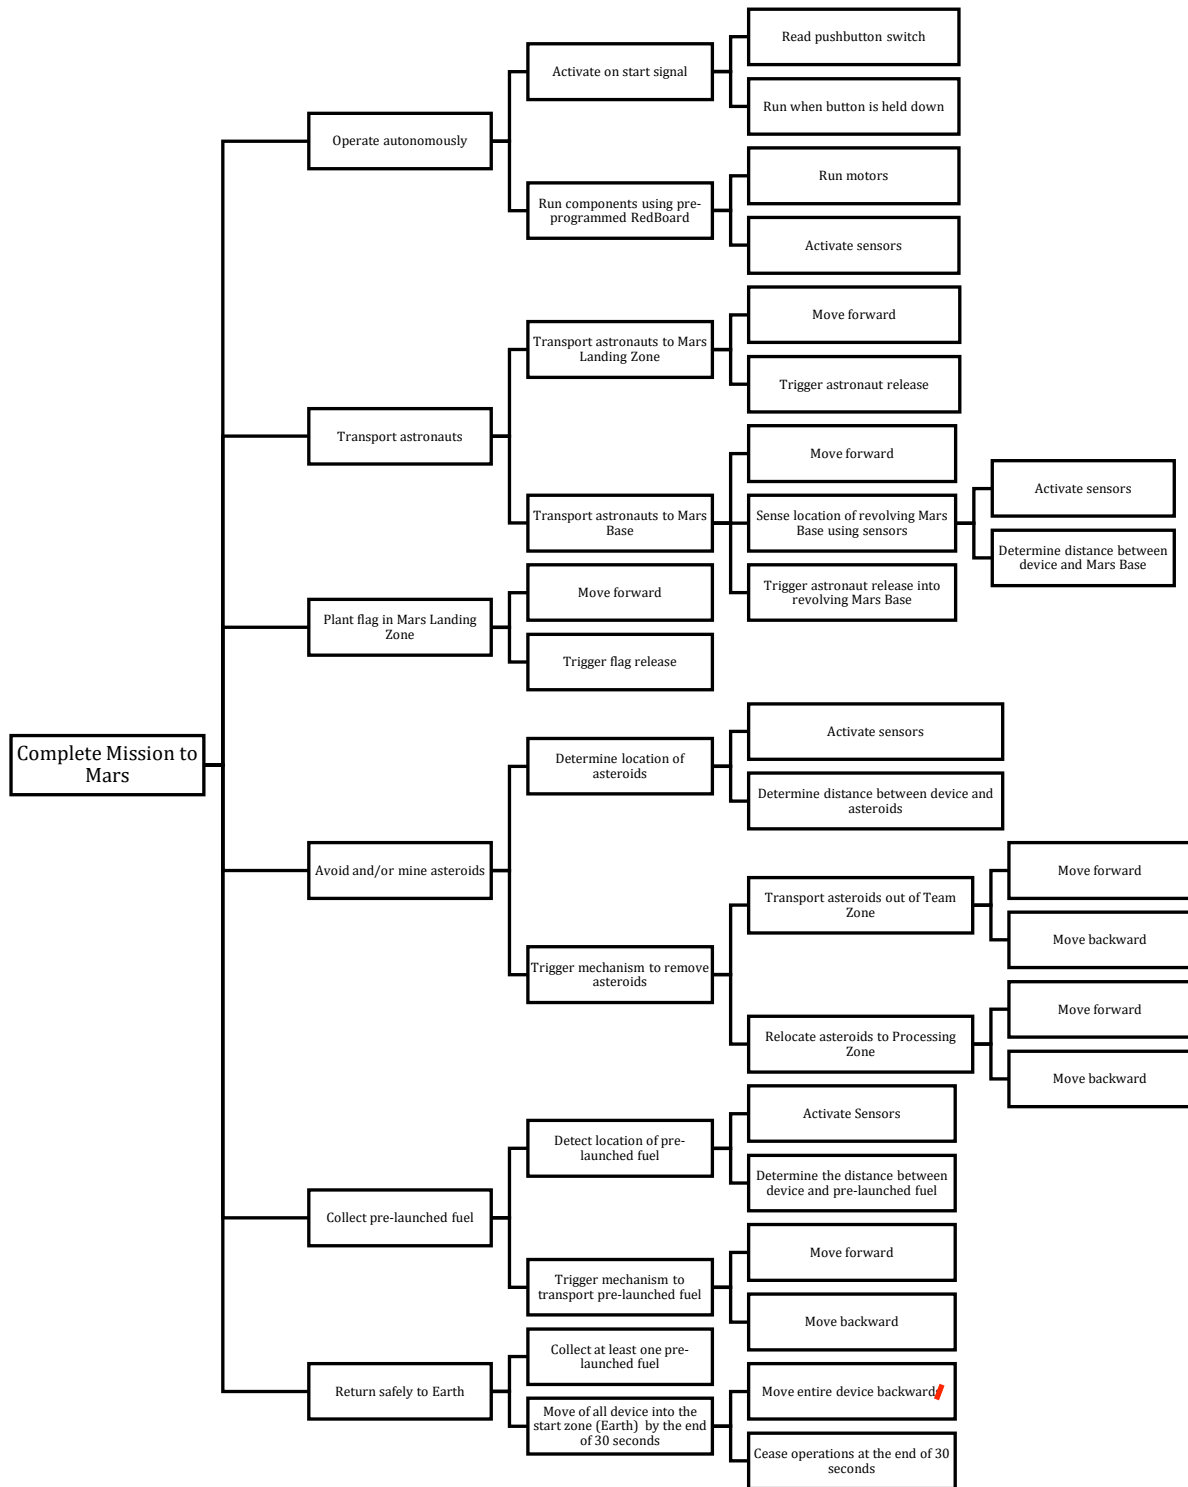 Read pushbutton switch
Activate on start signal
Run when button is held down
Operate autonomously
Run motors
Run components using pre-
programmed RedBoard
Activate sensors
Move forward
Transport astronauts to Mars
Landing Zone
Trigger astronaut release
Transport astronauts
Move forward
Activate sensors
Transport astronauts to Mars
Base
Sense location of revolving Mars
Base using sensors
Determine distance between
device and Mars Base
Trigger astronaut release into
revolving Mars Base
Move forward
Plant flag in Mars Landing
Zone
Trigger flag release
Complete Mission to
Mars
Activate sensors
Determine location of
asteroids
Determine distance between device and
asteroids
Avoid and/or mine asteroids
Move forward
Transport asteroids out of Team
Zone
Move backward
Trigger mechanism to remove
asteroids
Move forward
Relocate asteroids to Processing
Zone
Move backward
Activate Sensors
Detect location of pre-
launched fuel
Determine the distance between
device and pre-launched fuel
Collect pre-launched fuel
Move forward
Trigger mechanism to
transport pre-launched fuel
Move backward
Collect at least one pre-
launched fuel
Return safely to Earth
Move entire device backward
Move of all device into the
start zone (Earth) by the end
of 30 seconds
Cease operations at the end of 30
seconds